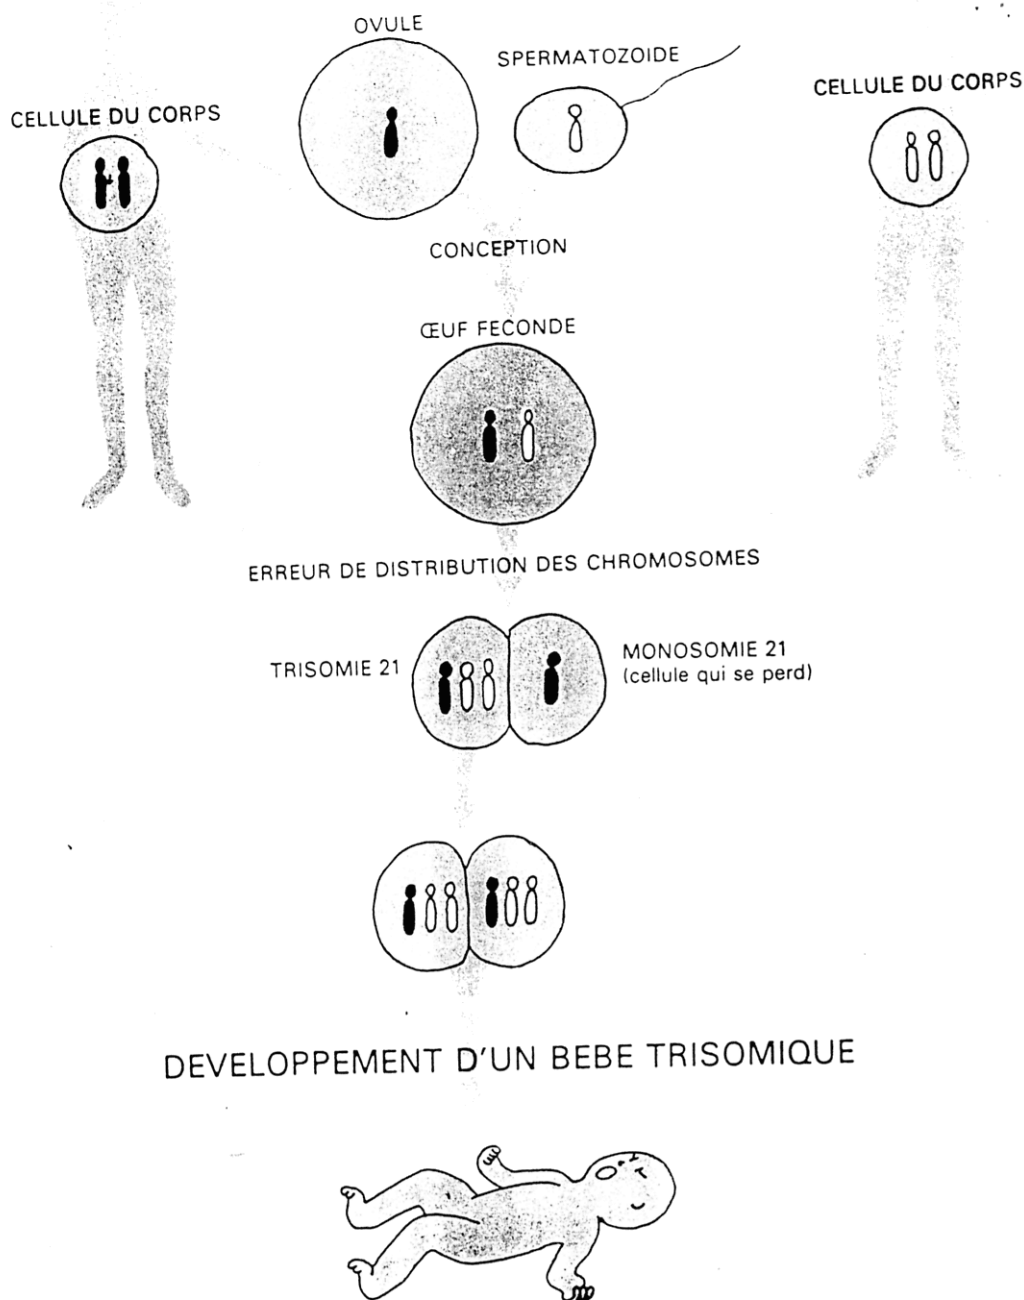 OVULE
SPERMATOZOIDE
CELLULE DU CORPS
CELLULE DU CORPS
CONCEPTION
ŒUF FECONDE
ERREUR DE DISTRIBUTION DES CHROMOSOMES
TRISOMIE 21
MONOSOMIE 21
(cellule qui se perd)
DEVELOPPEMENT D'UN BEBE TRISOMIQUE